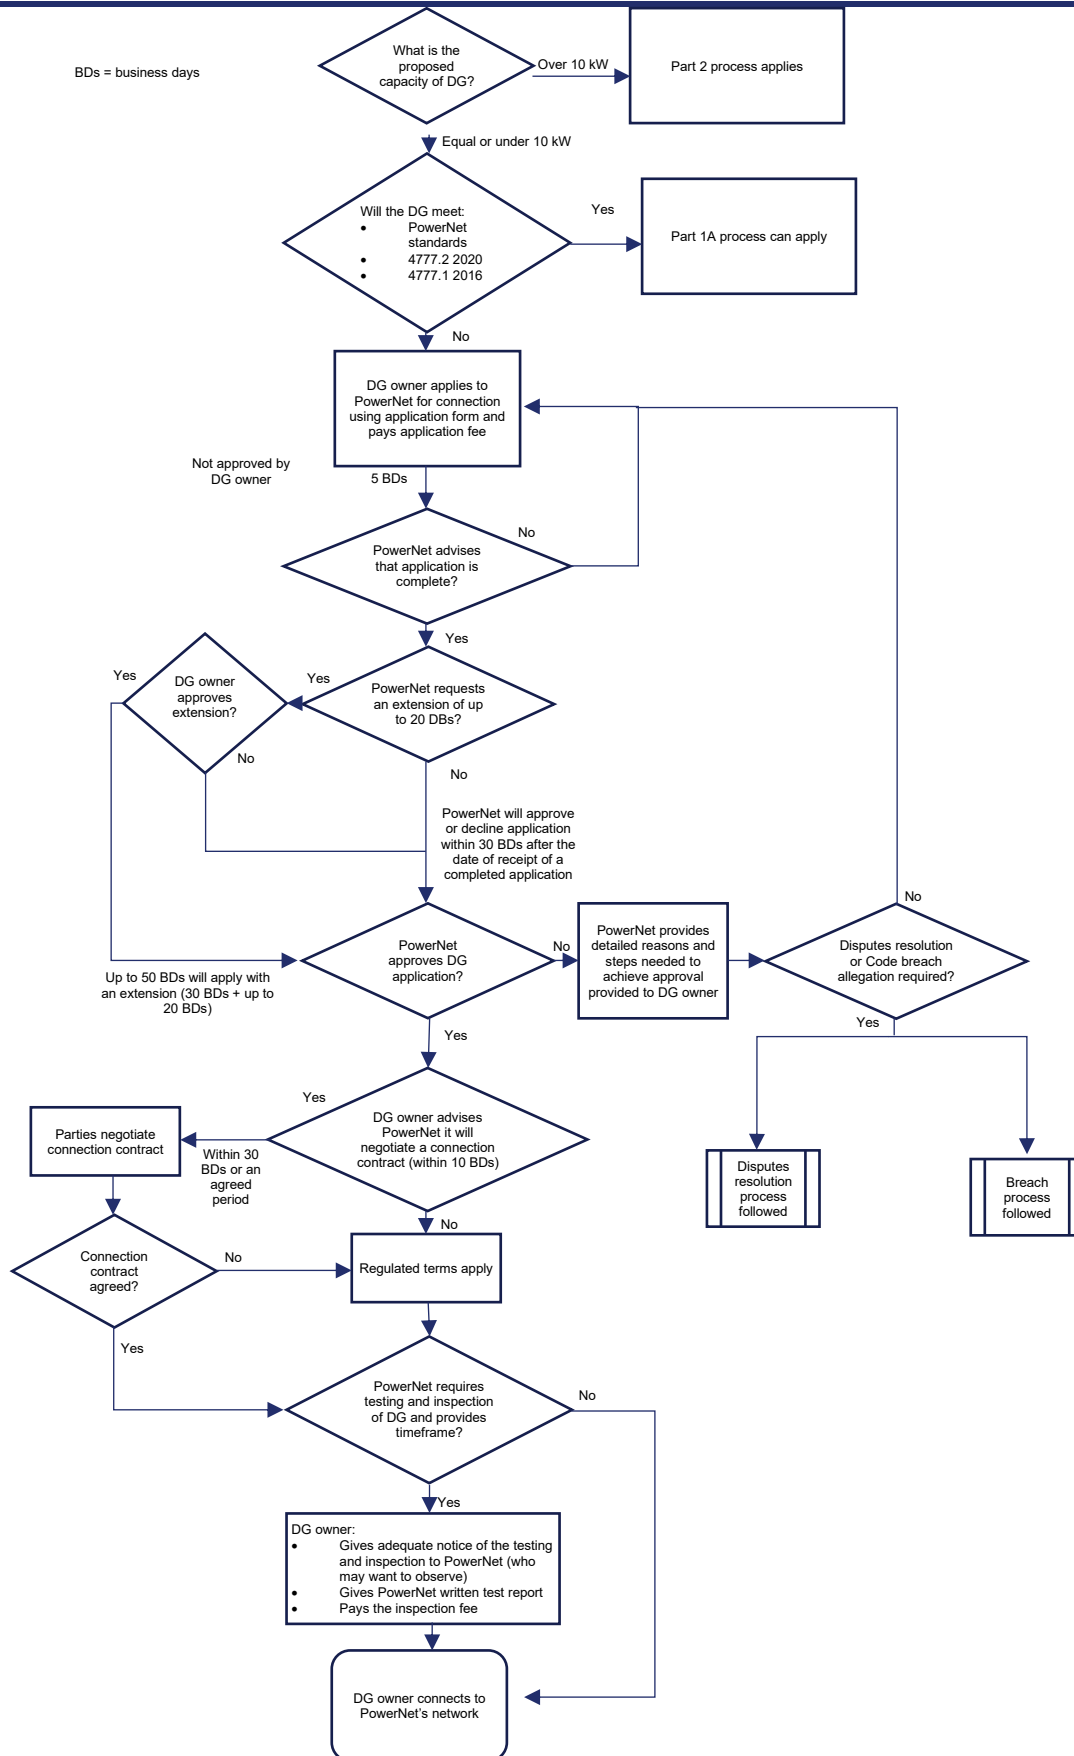 What is the
proposed
capacity of DG?
BDs = business days
Over 10 kW
Part 2 process applies
Equal or under 10 kW
Will the DG meet:
• PowerNet
standards
• 4777.2 2020
• 4777.1 2016
Yes
Part 1A process can apply
No
DG owner applies to
PowerNet for connection
using application form and
pays application fee
Not approved by
DG owner
5 BDs
No
PowerNet advises
that application is
complete?
Yes
Yes
DG owner
approves
extension?
Yes
PowerNet requests
an extension of up
to 20 DBs?
No
No
PowerNet will approve
or decline application
within 30 BDs after the
date of receipt of a
completed application
PowerNet
approves DG
application?
No
PowerNet provides
detailed reasons and
steps needed to
achieve approval
provided to DG owner
No
Disputes resolution
or Code breach
allegation required?
Up to 50 BDs will apply with
an extension (30 BDs + up to
20 BDs)
Yes
Yes
Yes
DG owner advises
PowerNet it will
negotiate a connection
contract (within 10 BDs)
Parties negotiate
connection contract
Within 30
BDs or an
agreed
period
Disputes
resolution
process
followed
Breach
process
followed
No
Connection
contract
agreed?
No
Regulated terms apply
Yes
PowerNet requires
testing and inspection
of DG and provides
timeframe?
No
Yes
DG owner:
• Gives adequate notice of the testing
and inspection to PowerNet (who
may want to observe)
• Gives PowerNet written test report
• Pays the inspection fee
DG owner connects to
PowerNet's network